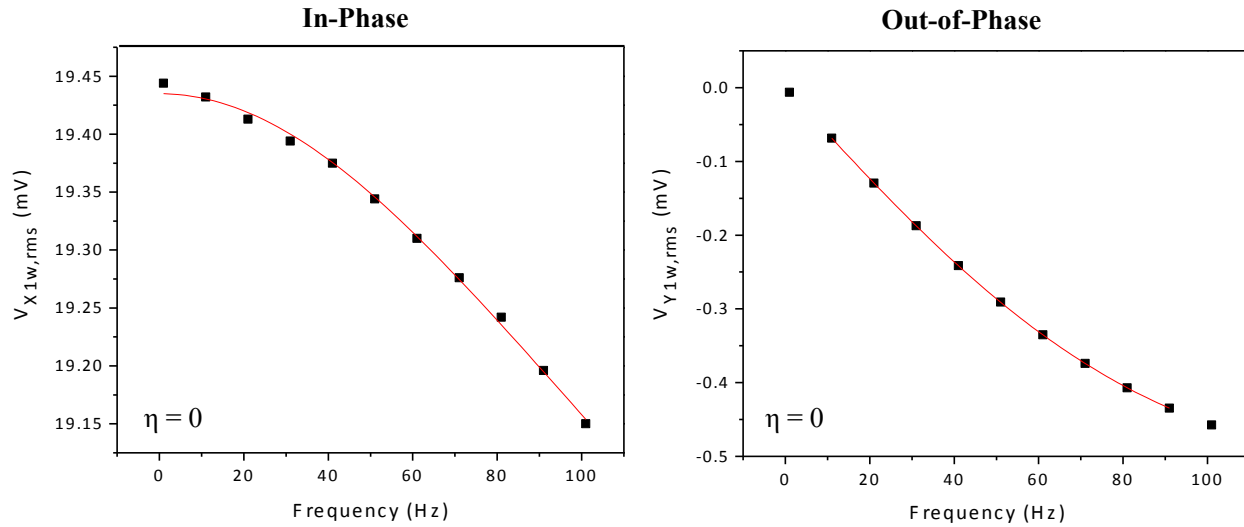 In-Phase
Out-of-Phase
19.45
19.40
19.35
19.30
19.25
19.20
19.15
V X1w,rms (mV)
η = 0
0 20 40 60 80 100
Frequency (Hz)
0.0
-0.1
-0.2
-0.3
-0.4
-0.5
V Y1w,rms (mV)
η = 0
0 20 40 60 80 100
Frequency (Hz)